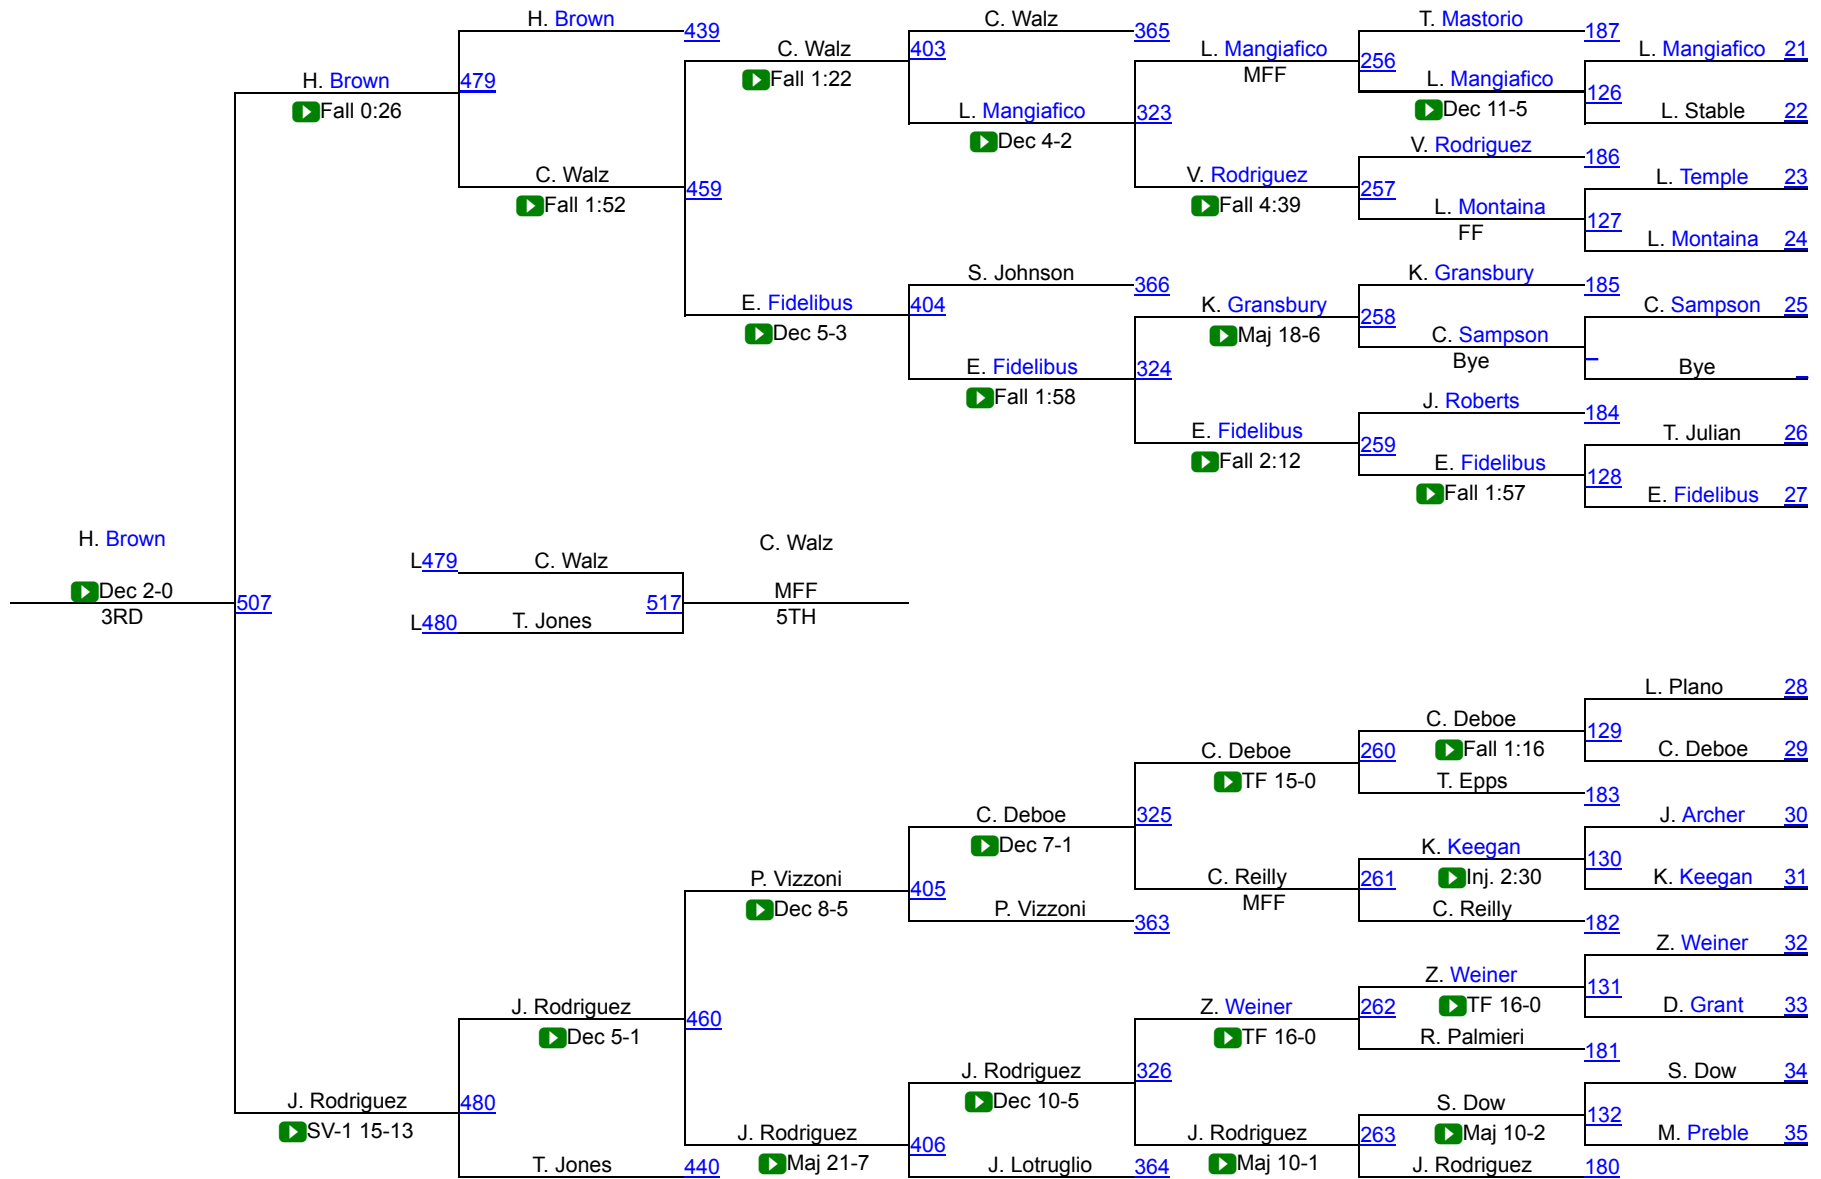 H. Brown
439
C. Walz
365
T. Mastorio
187
C. Walz
403
L. Mangiafico
256
L. Mangiafico 21
H. Brown
479
Fall 1:22
MFF
L. Mangiafico
126
Fall 0:26
L. Mangiafico
323
Dec 11-5
L. Stable 22
Dec 4-2
V. Rodriguez
186
C. Walz
459
V. Rodriguez
257
L. Temple 23
Fall 1:52
Fall 4:39
L. Montaina
127
FF
L. Montaina 24
S. Johnson
366
K. Gransbury
185
E. Fidelibus
404
K. Gransbury
258
C. Sampson 25
Dec 5-3
Maj 18-6
C. Sampson
_
E. Fidelibus
324
Bye
Bye _
Fall 1:58
J. Roberts
184
E. Fidelibus
259
T. Julian 26
Fall 2:12
E. Fidelibus
128
Fall 1:57
E. Fidelibus 27
H. Brown
C. Walz
L479
C. Walz
Dec 2-0
507
517
MFF
3RD
L480
T. Jones
5TH
L. Plano 28
C. Deboe
129
C. Deboe
260
Fall 1:16
C. Deboe 29
TF 15-0
T. Epps
183
C. Deboe
325
J. Archer 30
Dec 7-1
K. Keegan
130
P. Vizzoni
405
C. Reilly
261
Inj. 2:30
K. Keegan 31
Dec 8-5
P. Vizzoni
363
MFF
C. Reilly
182
Z. Weiner 32
Z. Weiner
131
J. Rodriguez
460
Z. Weiner
262
TF 16-0
D. Grant 33
Dec 5-1
TF 16-0
R. Palmieri
181
J. Rodriguez
326
S. Dow 34
J. Rodriguez
480
Dec 10-5
S. Dow
132
SV-1 15-13
J. Rodriguez
406
J. Rodriguez
263
Maj 10-2
M. Preble 35
T. Jones
440
Maj 21-7
J. Lotruglio
364
Maj 10-1
J. Rodriguez
180